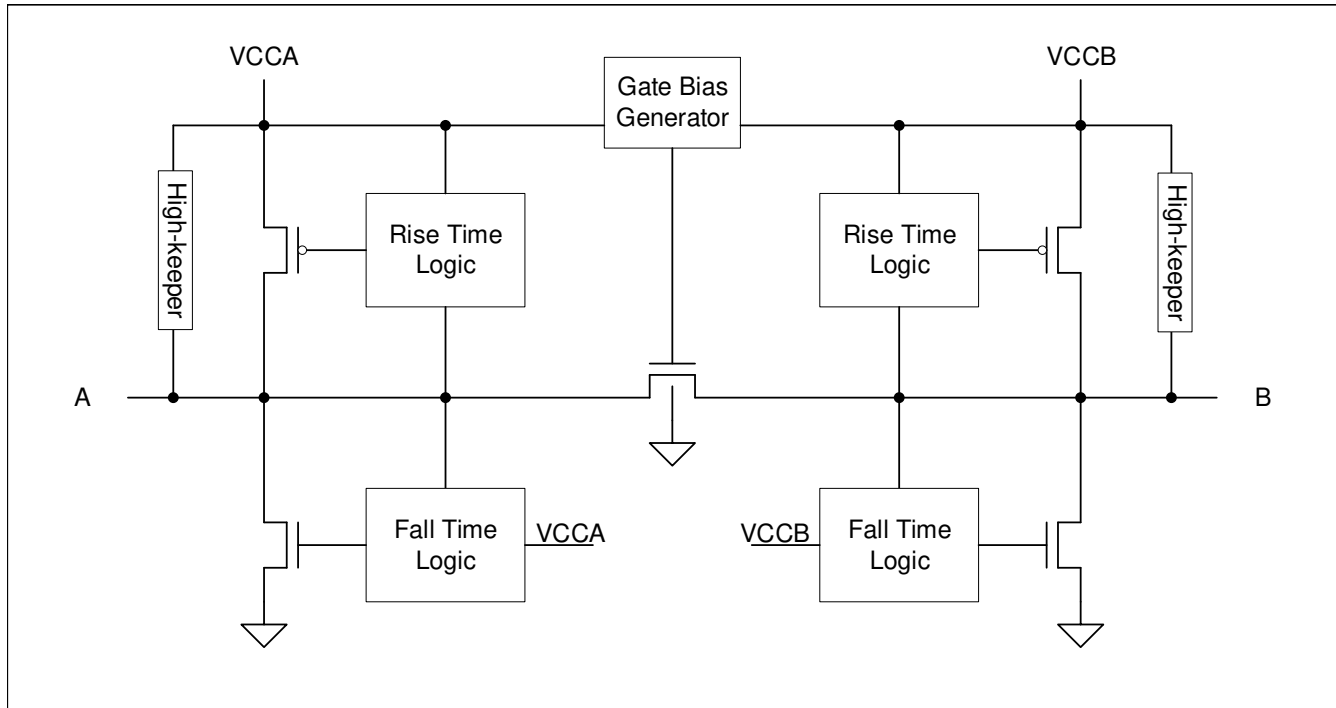 VCCA
VCCB
Gate Bias
Generator
High-keeper
Rise Time
Logic
Rise Time
Logic
High-keeper
A
B
Fall Time
Logic
VCCA
VCCB
Fall Time
Logic